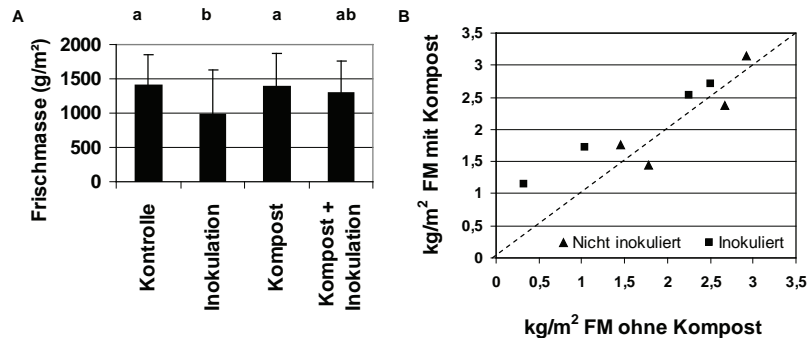 A
a b a ab
Frischmasse (g/m²)
2000
1500
1000
500
0
Kontrolle
Inokulation
Kompost
Kompost +
Inokulation
B
kg/m² FM mit Kompost
3,5
3
2,5
2
1,5
1
0,5
0
▲ Nicht inokuliert ■ Inokuliert
0 0,5 1 1,5 2 2,5 3 3,5
kg/m² FM ohne Kompost